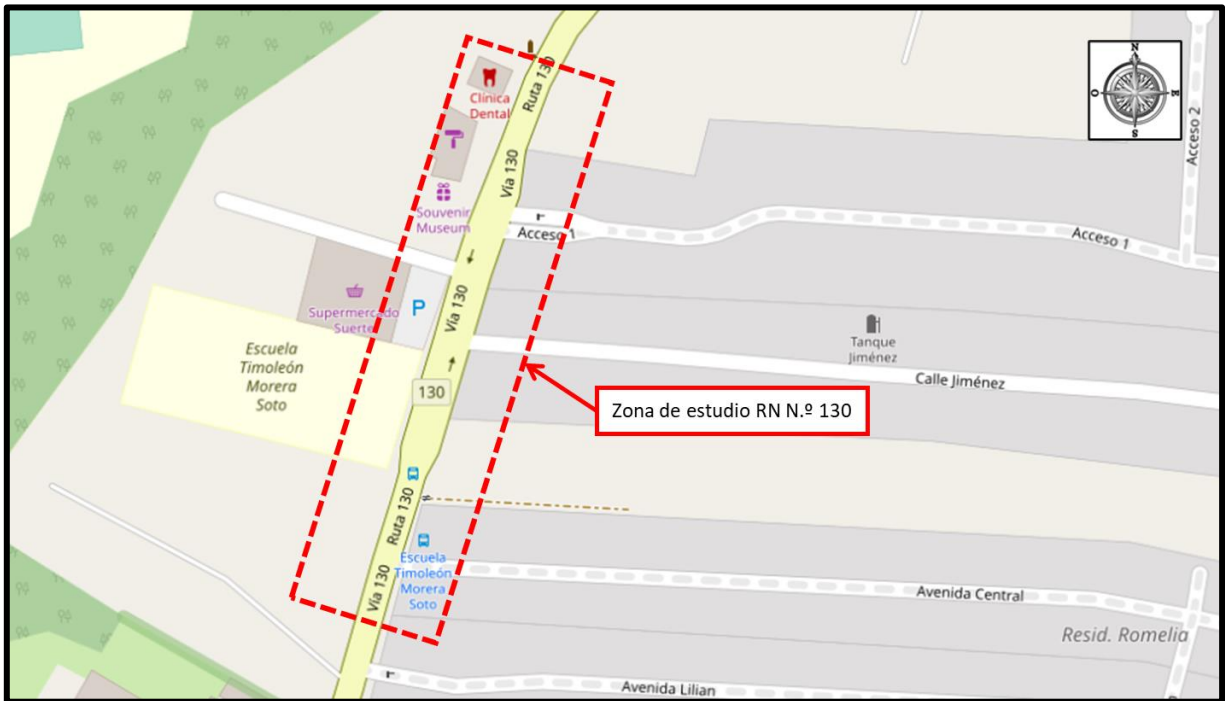 N
O
E
S
Clínica
Dental
Ruta 130
Vía 130
Souvenir
Museum
Acceso 1
Acceso 1
Acceso 2
Supermercado
Suerte
P
Vía 130
Tanque
Jiménez
Calle Jiménez
Escuela
Timoleón
Morera
Soto
130
Zona de estudio RN N.º 130
Ruta 130
Escuela
Timoleón
Morera
Soto
Vía 130
Avenida Central
Resid. Romelia
Avenida Lilian